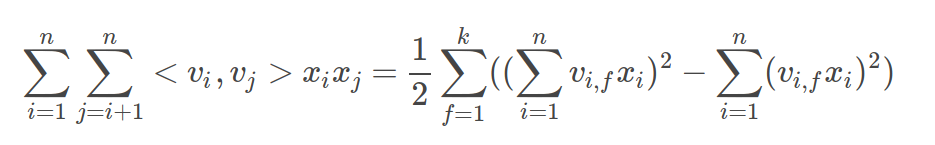 $$\sum_{i=1}^{n} \sum_{j=i+1}^{n} < v_i, v_j > x_i x_j = \frac{1}{2} \sum_{f=1}^{k} ((\sum_{i=1}^{n} v_{i,f} x_i)^2 - \sum_{i=1}^{n} (v_{i,f} x_i)^2)$$